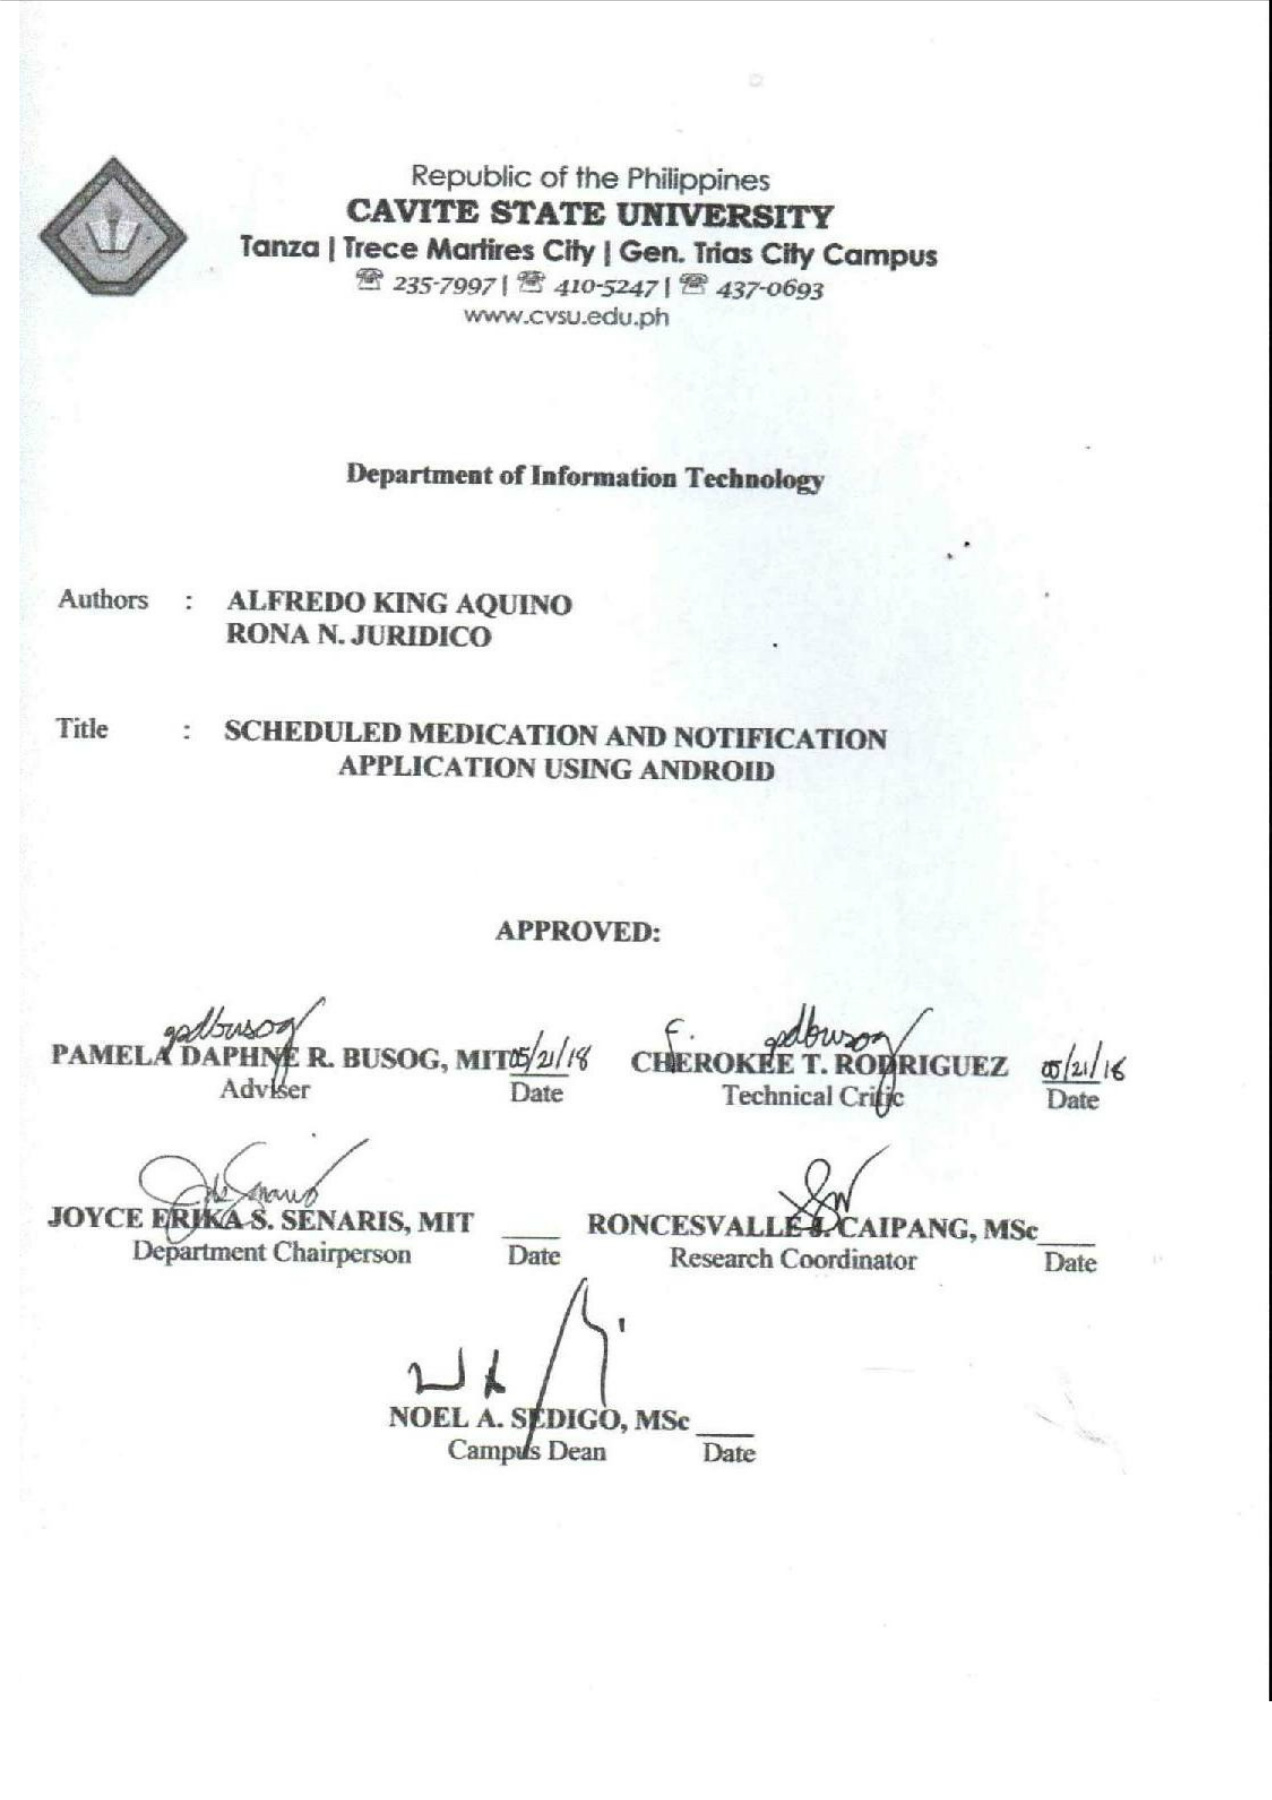 Republic of the Philippines
CAVITE STATE UNIVERSITY
Tanza | Trece Martires City | Gen. Trias City Campus
☎ 235-7997 | ☎ 410-5247 | ☎ 437-0693
www.cvsu.edu.ph
Department of Information Technology
Authors : ALFREDO KING AQUINO
RONA N. JURIDICO
Title : SCHEDULED MEDICATION AND NOTIFICATION
APPLICATION USING ANDROID
APPROVED:
gpdbusog f. gpdbusog
PAMELA DAPHNE R. BUSOG, MIT 05/21/18 CHEROKEE T. RODRIGUEZ 05/21/18
Adviser Date Technical Critic Date
JOYCE ERIKA S. SENARIS, MIT ____ RONCESVALLE J. CAIPANG, MSc ____
Department Chairperson Date Research Coordinator Date
NOEL A. SEDIGO, MSc ____
Campus Dean Date